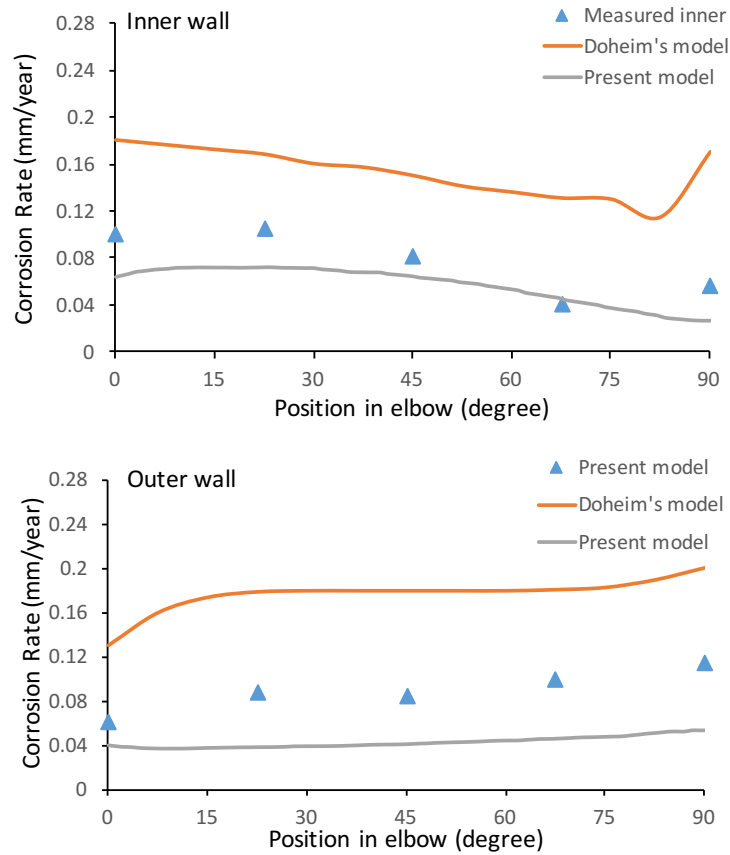 Inner wall
Measured inner
Doheim's model
Present model
Corrosion Rate (mm/year)
0.28
0.24
0.2
0.16
0.12
0.08
0.04
0
0 15 30 45 60 75 90
Position in elbow (degree)
Outer wall
Present model
Doheim's model
Present model
Corrosion Rate (mm/year)
0.28
0.24
0.2
0.16
0.12
0.08
0.04
0
0 15 30 45 60 75 90
Position in elbow (degree)